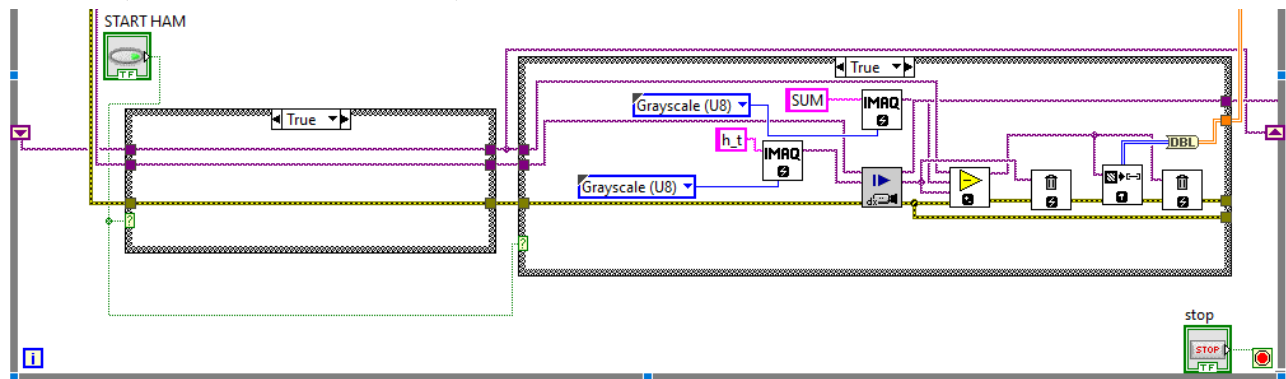 START HAM
TF
True
True
Grayscale (U8)
SUM
IMAQ
h_t
IMAQ
Grayscale (U8)
DBL
stop
STOP
TF
i